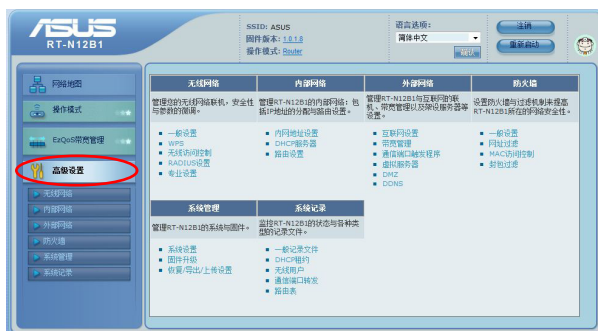 ASUS
RT-N12B1
SSID: ASUS
固件版本: 1.0.1.8
操作模式: Router
语言选项:
简体中文
确认
注销
重新启动
网络地图
操作模式
EzQoS带宽管理
高级设置
无线网络
内部网络
外部网络
防火墙
系统管理
系统记录
无线网络
管理您的无线网络联机，安全性
与参数的微调。
一般设置
WPS
无线访问控制
RADIUS设置
专业设置
内部网络
管理RT-N12B1的内部网络：包
括IP地址的分配与路由设置。
内网地址设置
DHCP服务器
路由设置
外部网络
管理RT-N12B1与互联网的联
机、带宽管理以及架设服务器等
设置。
互联网设置
带宽管理
通信端口触发程序
虚拟服务器
DMZ
DDNS
防火墙
设置防火墙与过滤机制来提高
RT-N12B1所在的网络安全性。
一般设置
网址过滤
MAC访问控制
封包过滤
系统管理
管理RT-N12B1的系统与固件。
系统设置
固件升级
恢复/导出/上传设置
系统记录
监控RT-N12B1的状态与各种类
型的记录文件。
一般记录文件
DHCP租约
无线用户
通信端口转发
路由表